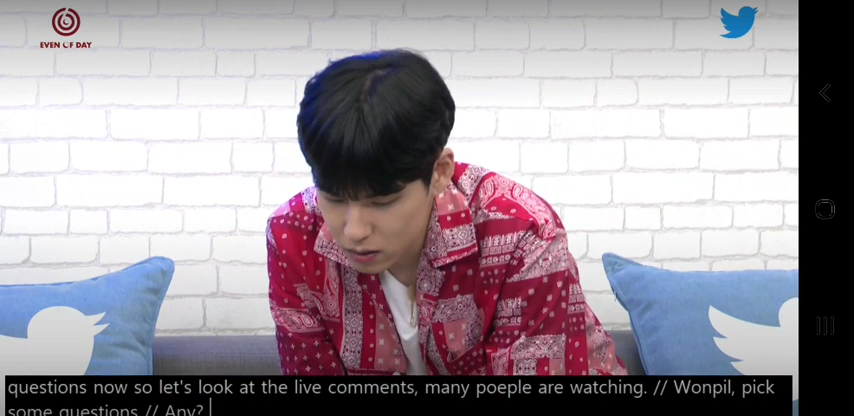 EVEN OF DAY
questions now so let's look at the live comments, many poeple are watching. // Wonpil, pick
some questions // Any?